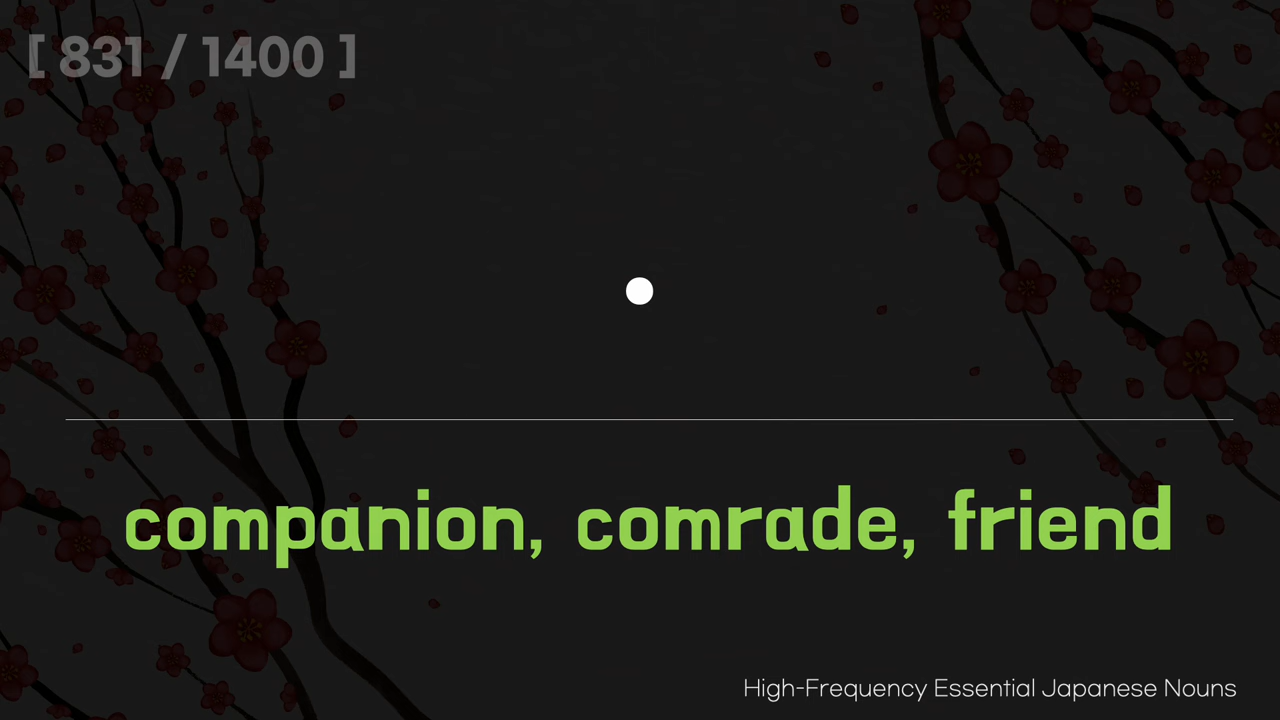 [ 831 / 1400 ]
companion, comrade, friend
High-Frequency Essential Japanese Nouns